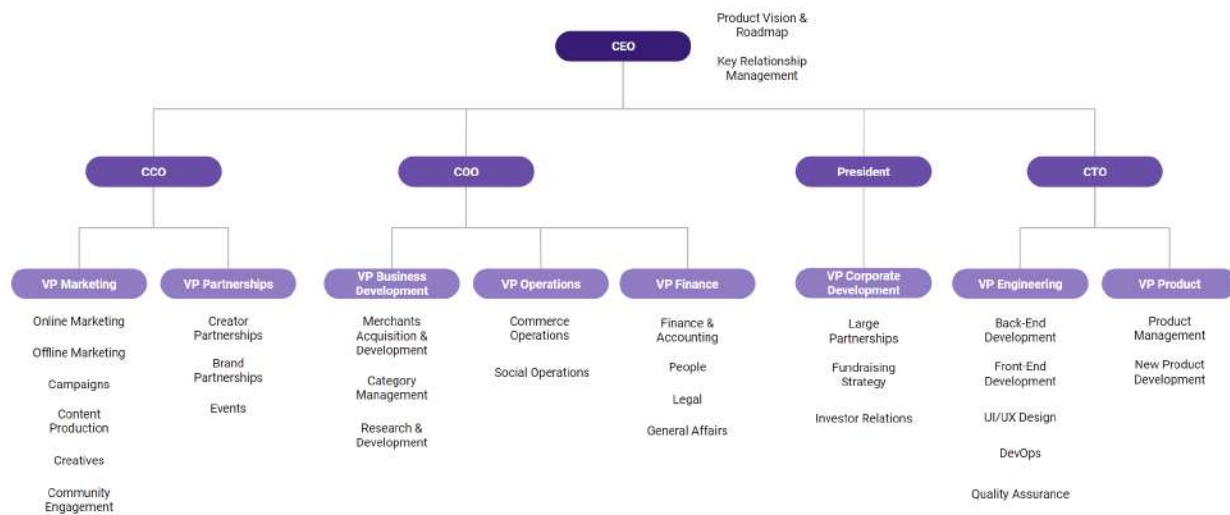 Product Vision &
Roadmap
CEO
Key Relationship
Management
CCO
COO
President
CTO
VP Marketing
VP Partnerships
VP Business
Development
VP Operations
VP Finance
VP Corporate
Development
VP Engineering
VP Product
Online Marketing
Offline Marketing
Campaigns
Content
Production
Creatives
Community
Engagement
Creator
Partnerships
Brand
Partnerships
Events
Merchants
Acquisition &
Development
Category
Management
Research &
Development
Commerce
Operations
Social Operations
Finance &
Accounting
People
Legal
General Affairs
Large
Partnerships
Fundraising
Strategy
Investor Relations
Back-End
Development
Front-End
Development
UI/UX Design
DevOps
Quality Assurance
Product
Management
New Product
Development